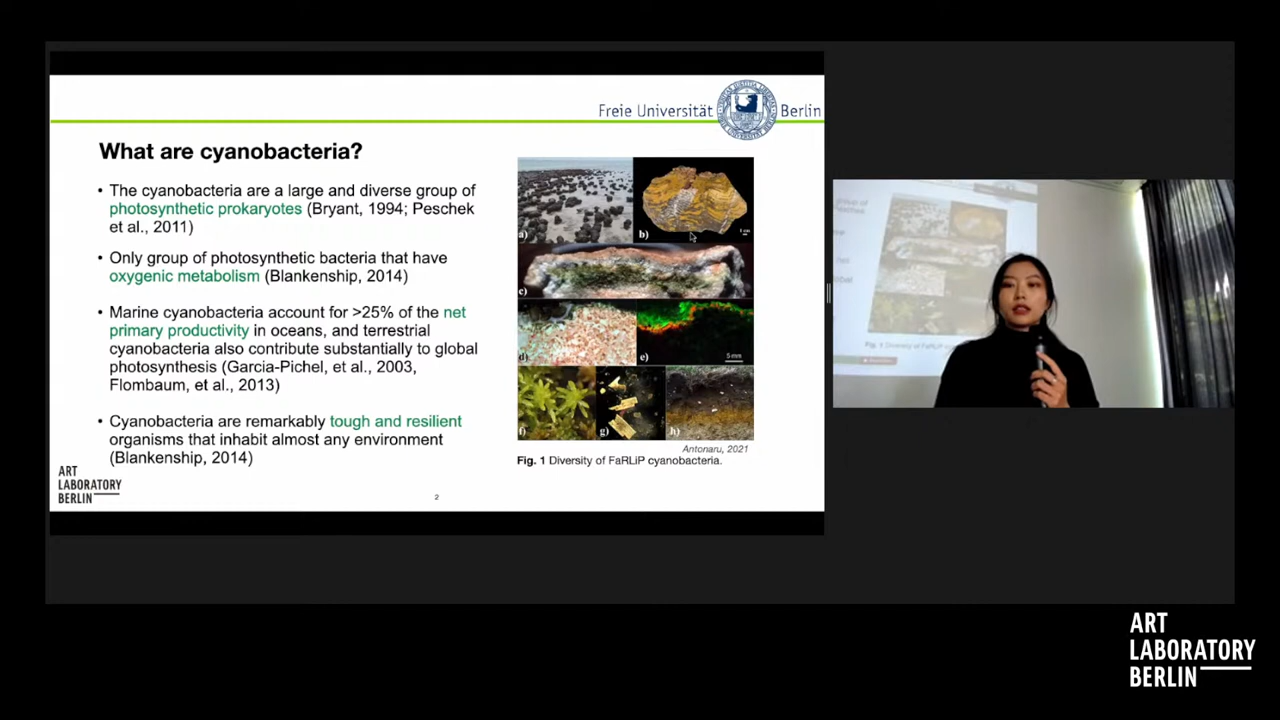 Freie Universität Berlin
What are cyanobacteria?
• The cyanobacteria are a large and diverse group of
photosynthetic prokaryotes (Bryant, 1994; Peschek
et al., 2011)
• Only group of photosynthetic bacteria that have
oxygenic metabolism (Blankenship, 2014)
• Marine cyanobacteria account for >25% of the net
primary productivity in oceans, and terrestrial
cyanobacteria also contribute substantially to global
photosynthesis (Garcia-Pichel, et al., 2003,
Flombaum, et al., 2013)
• Cyanobacteria are remarkably tough and resilient
organisms that inhabit almost any environment
(Blankenship, 2014)
ART
LABORATORY
BERLIN
2
a)
b)
c)
d)
e)
5 mm
f)
g)
h)
Antonaru, 2021
Fig. 1 Diversity of FaRLiP cyanobacteria.
ART
LABORATORY
BERLIN